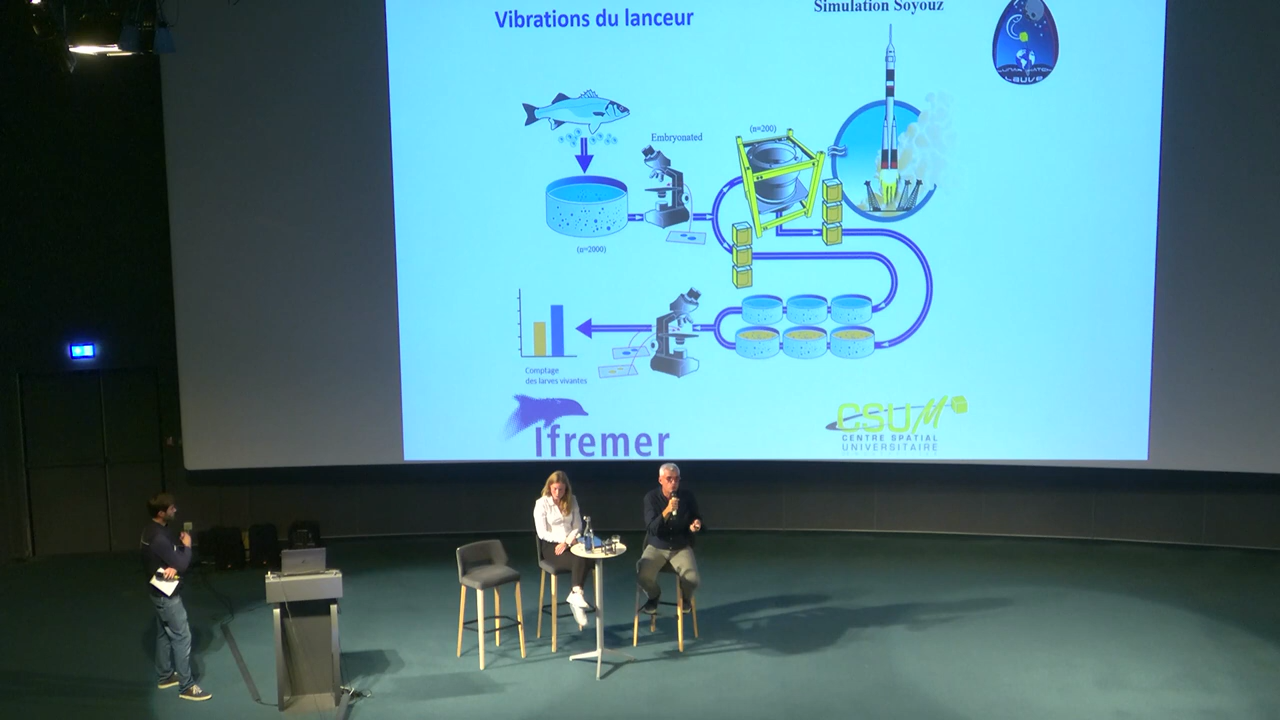 Vibrations du lanceur
Simulation Soyouz
Embryonated
(n=200)
(n=2000)
Comptage
des larves vivantes
Ifremer
CSUM
CENTRE SPATIAL
UNIVERSITAIRE